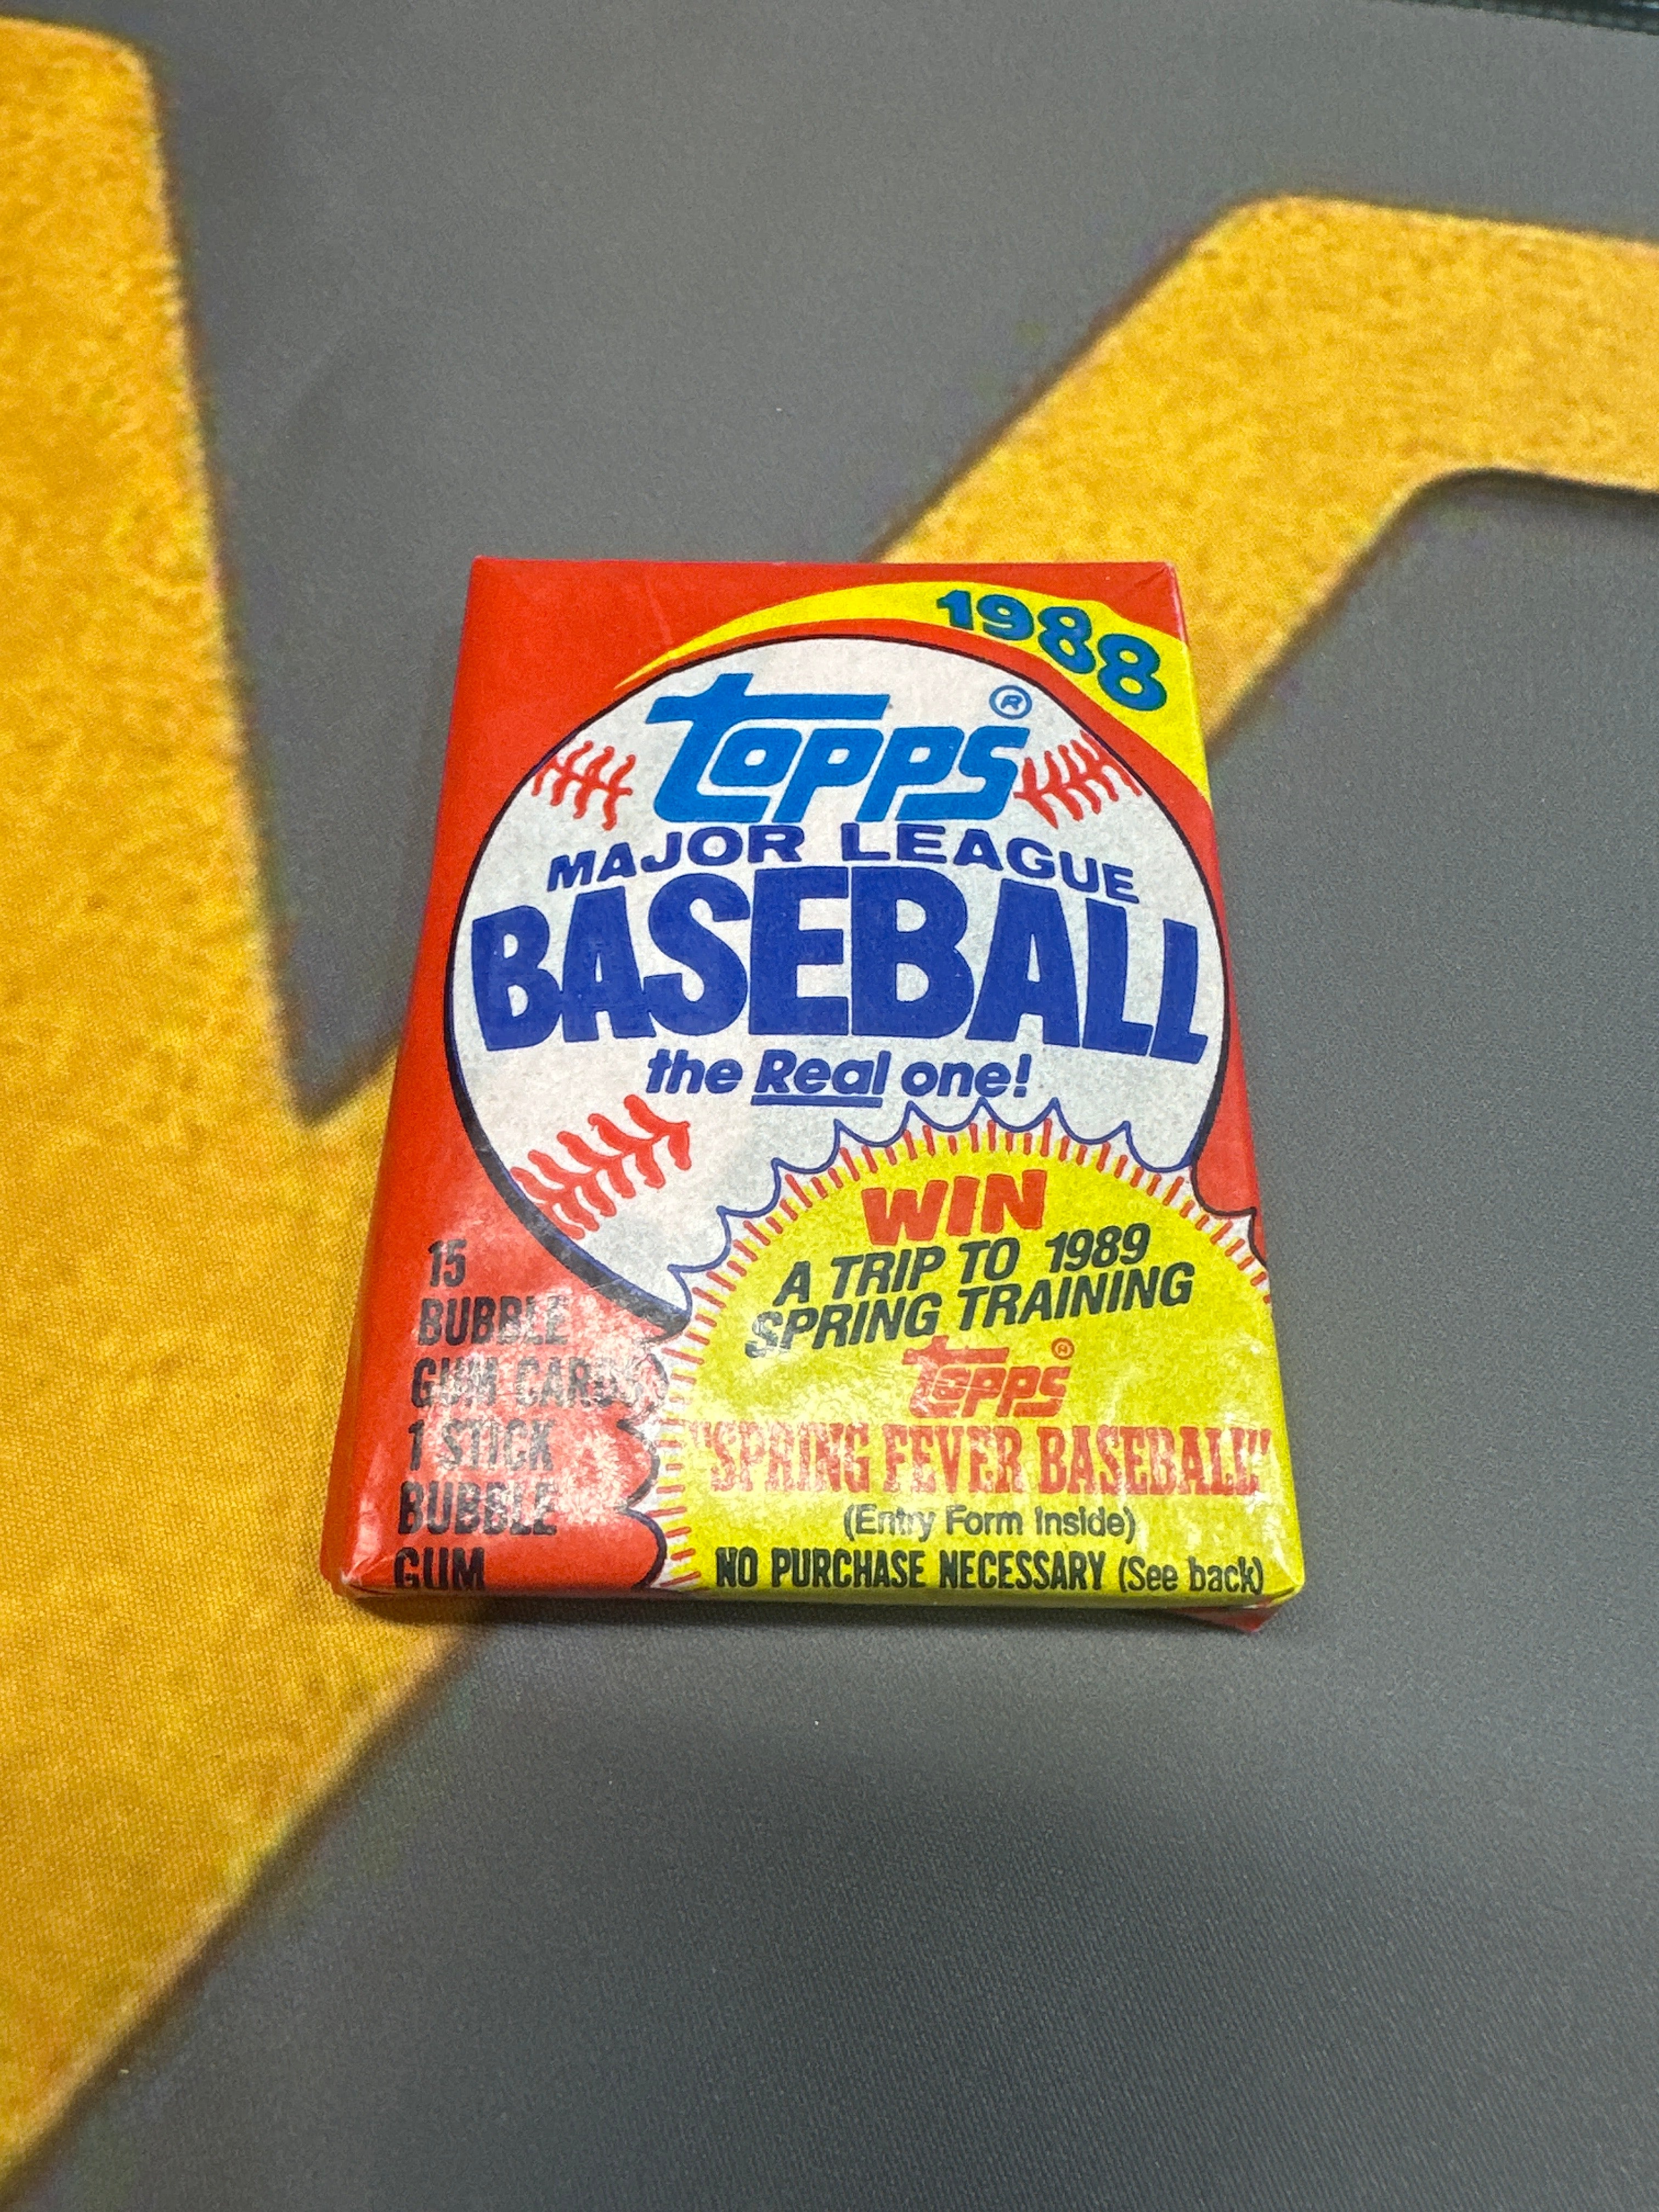 1988
topps®
MAJOR LEAGUE
BASEBALL
the Real one!
WIN
A TRIP TO 1989
SPRING TRAINING
topps®
"SPRING FEVER BASEBALL"
(Entry Form Inside)
NO PURCHASE NECESSARY (See back)
15
BUBBLE
GUM CARDS
1 STICK
BUBBLE
GUM